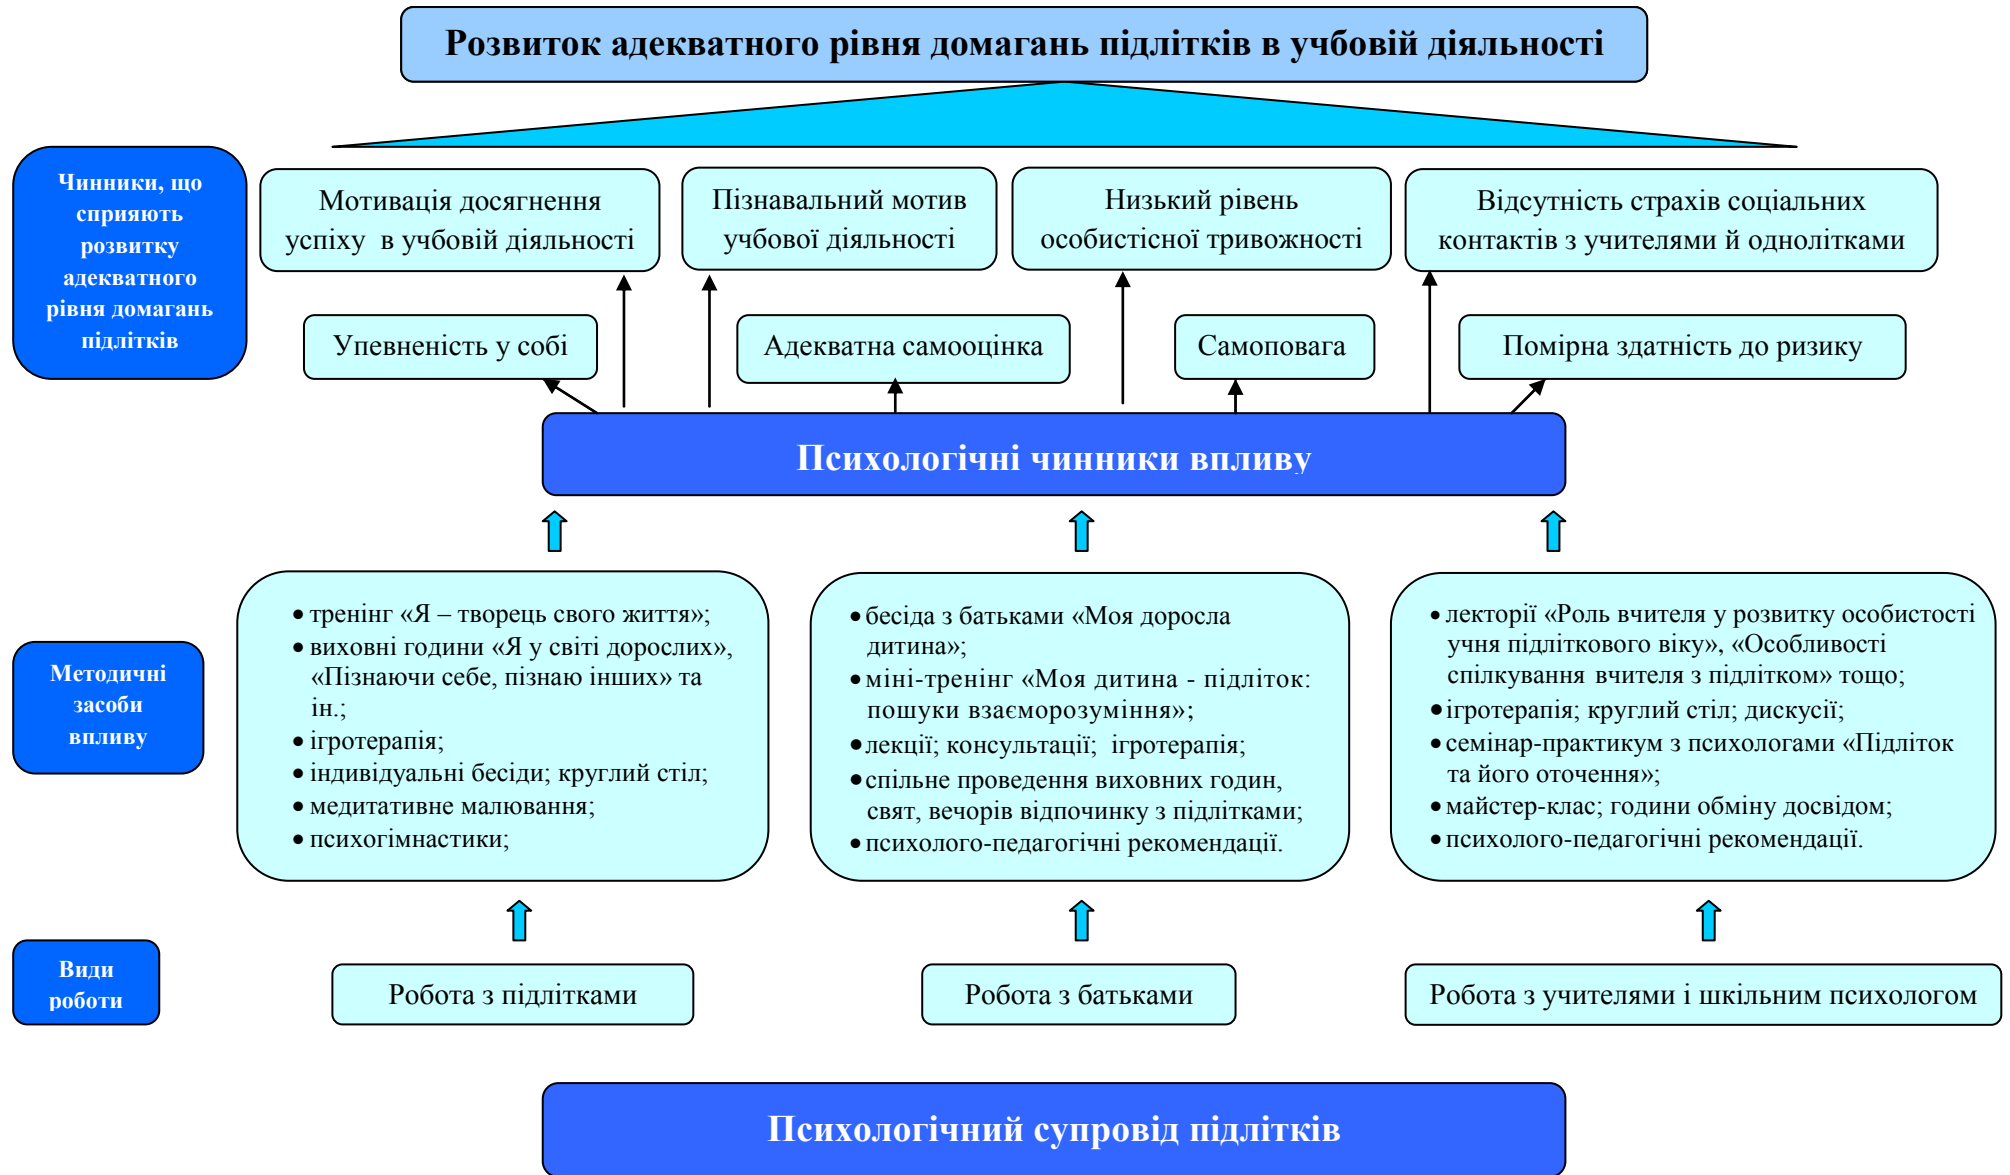 Розвиток адекватного рівня домагань підлітків в учбовій діяльності
Чинники, що
сприяють
розвитку
адекватного
рівня домагань
підлітків
Мотивація досягнення
успіху в учбовій діяльності
Пізнавальний мотив
учбової діяльності
Низький рівень
особистісної тривожності
Відсутність страхів соціальних
контактів з учителями й однолітками
Упевненість у собі
Адекватна самооцінка
Самоповага
Помірна здатність до ризику
Психологічні чинники впливу
Методичні
засоби
впливу
• тренінг «Я – творець свого життя»;
• виховні години «Я у світі дорослих»,
«Пізнаючи себе, пізнаю інших» та
ін.;
• ігротерапія;
• індивідуальні бесіди; круглий стіл;
• медитативне малювання;
• психогімнастики;
• бесіда з батьками «Моя доросла
дитина»;
• міні-тренінг «Моя дитина - підліток:
пошуки взаєморозуміння»;
• лекції; консультації; ігротерапія;
• спільне проведення виховних годин,
свят, вечорів відпочинку з підлітками;
• психолого-педагогічні рекомендації.
• лекторії «Роль вчителя у розвитку особистості
учня підліткового віку», «Особливості
спілкування вчителя з підлітком» тощо;
• ігротерапія; круглий стіл; дискусії;
• семінар-практикум з психологами «Підліток
та його оточення»;
• майстер-клас; години обміну досвідом;
• психолого-педагогічні рекомендації.
Види
роботи
Робота з підлітками
Робота з батьками
Робота з учителями і шкільним психологом
Психологічний супровід підлітків